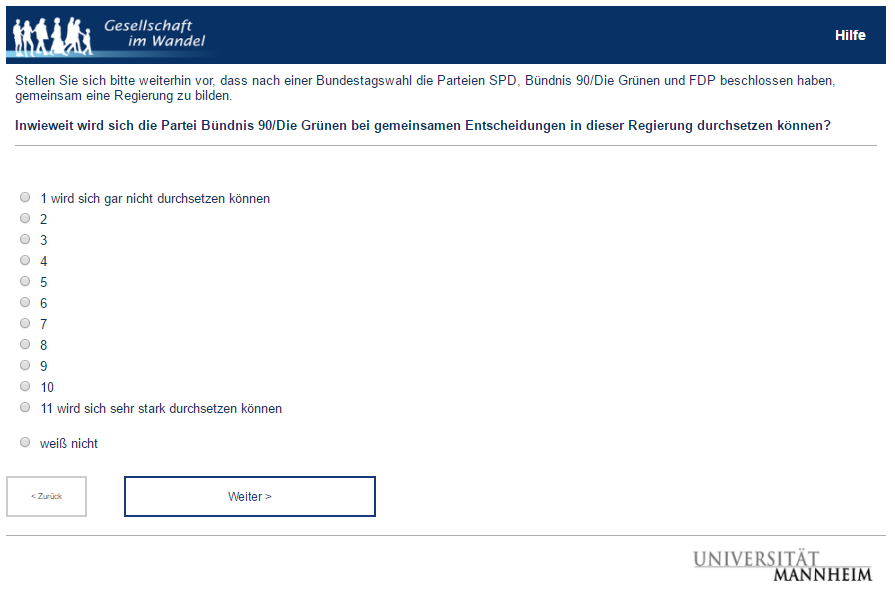 Gesellschaft
im Wandel
Hilfe
Stellen Sie sich bitte weiterhin vor, dass nach einer Bundestagswahl die Parteien SPD, Bündnis 90/Die Grünen und FDP beschlossen haben,
gemeinsam eine Regierung zu bilden.
Inwieweit wird sich die Partei Bündnis 90/Die Grünen bei gemeinsamen Entscheidungen in dieser Regierung durchsetzen können?
1 wird sich gar nicht durchsetzen können
2
3
4
5
6
7
8
9
10
11 wird sich sehr stark durchsetzen können
weiß nicht
< Zurück
Weiter >
UNIVERSITÄT
MANNHEIM